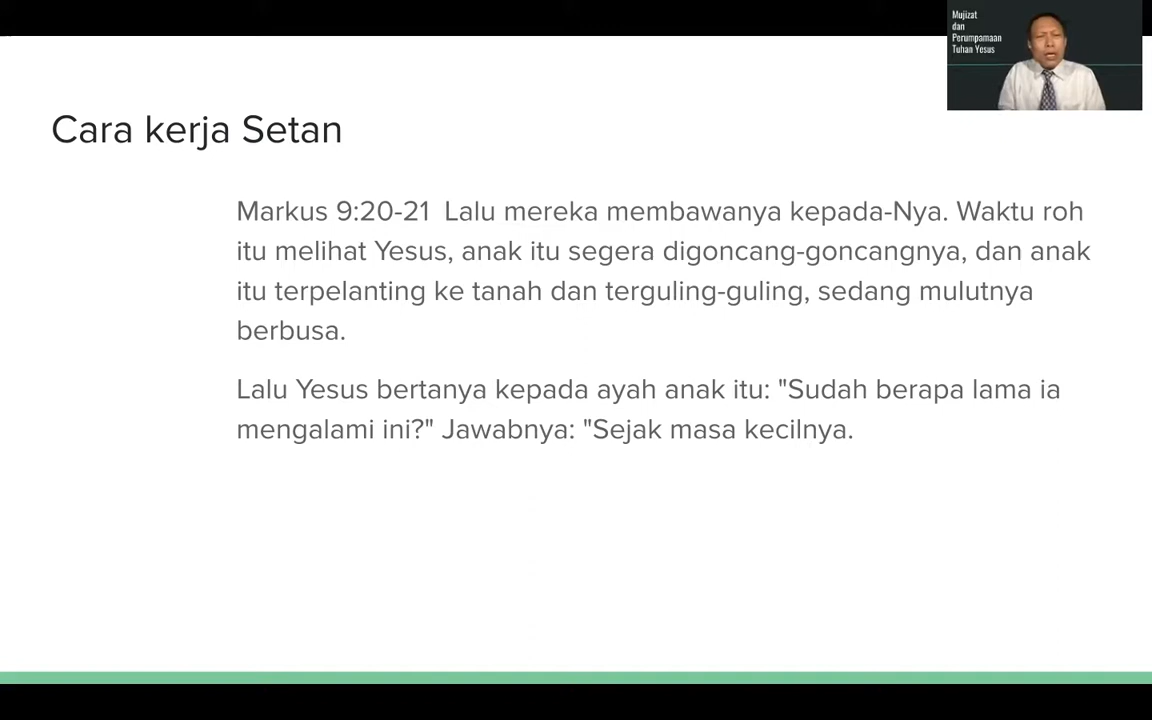 Mujizat
dan
Perumpamaan
Tuhan Yesus
Cara kerja Setan
Markus 9:20-21  Lalu mereka membawanya kepada-Nya. Waktu roh
itu melihat Yesus, anak itu segera digoncang-goncangnya, dan anak
itu terpelanting ke tanah dan terguling-guling, sedang mulutnya
berbusa.
Lalu Yesus bertanya kepada ayah anak itu: "Sudah berapa lama ia
mengalami ini?" Jawabnya: "Sejak masa kecilnya.